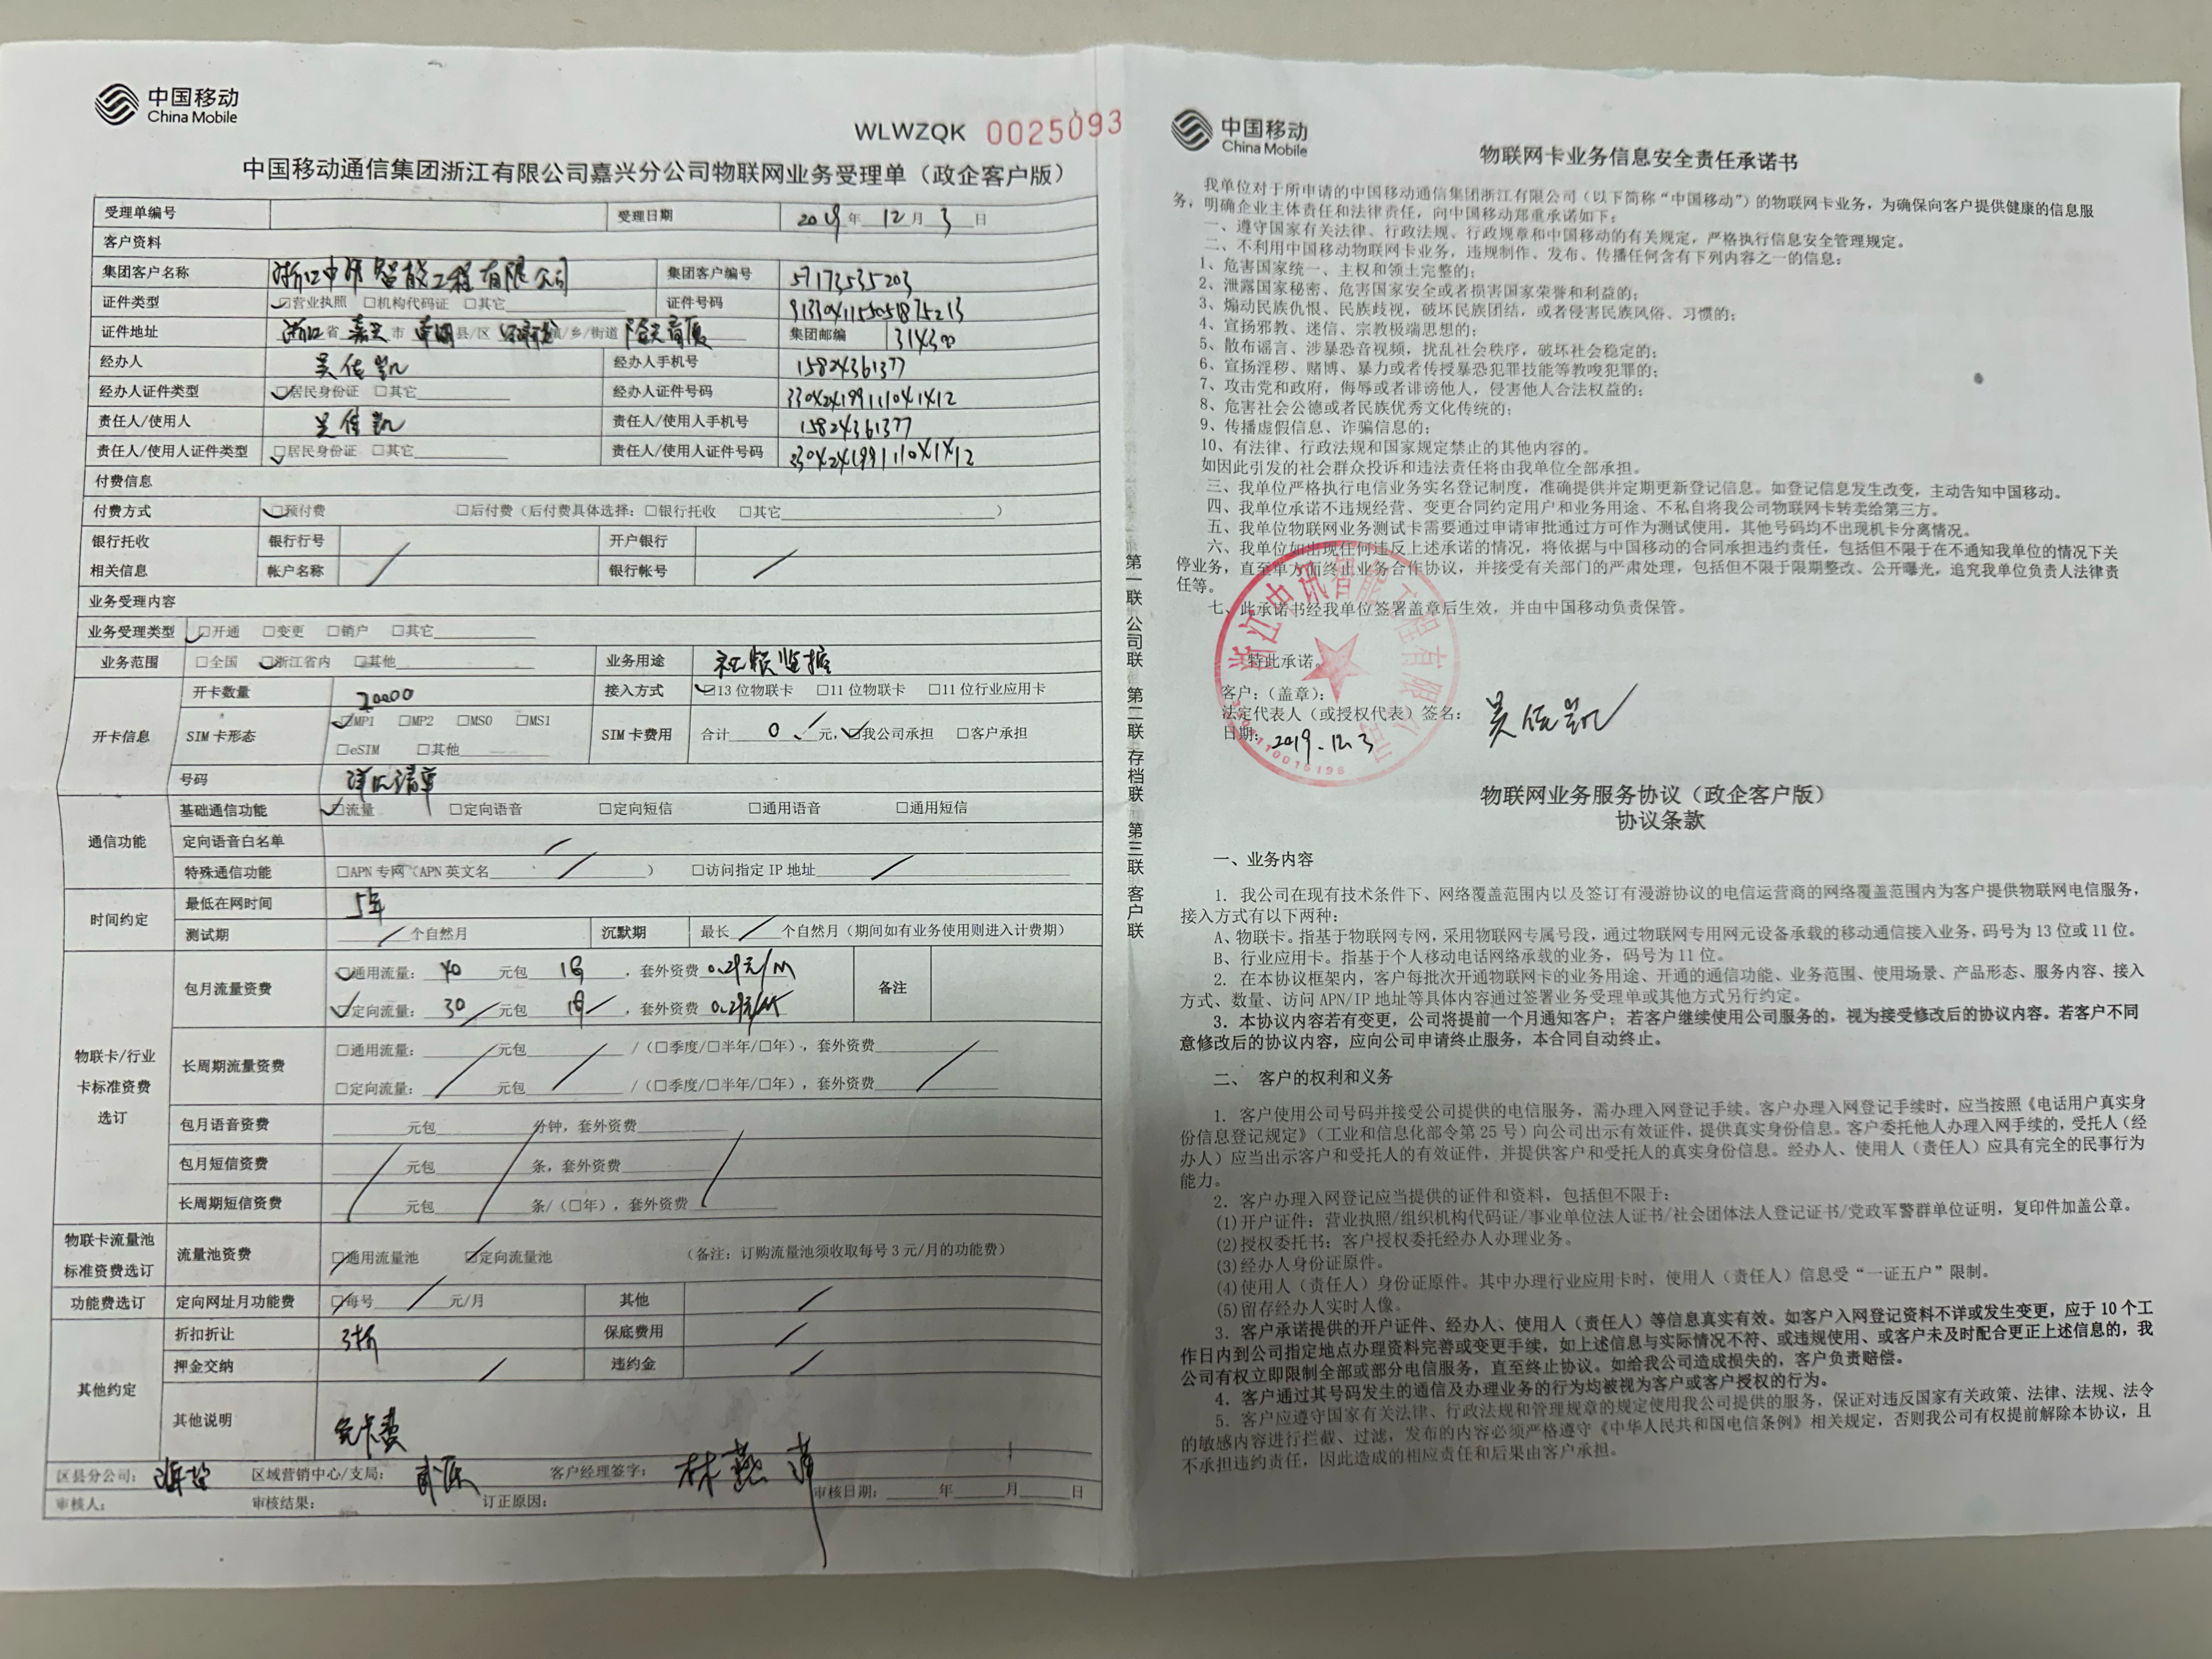 中国移动
China Mobile
WLWZQK 0025093
中国移动通信集团浙江有限公司嘉兴分公司物联网业务受理单（政企客户版）
受理单编号 受理日期 2019年 12月 3日
客户资料
集团客户名称 浙江中讯智能工程有限公司 集团客户编号 57173535203
证件类型 □营业执照 □机构代码证 □其它 证件号码
证件地址 浙江省 嘉兴市 县/区 镇/乡/街道 集团邮编 314300
经办人 吴佳凯 经办人手机号 15824361377
经办人证件类型 □居民身份证 □其它 经办人证件号码 330424199111041412
责任人/使用人 吴佳凯 责任人/使用人手机号 15824361377
责任人/使用人证件类型 □居民身份证 □其它 责任人/使用人证件号码 330424199111041412
付费信息
付费方式 □预付费 □后付费（后付费具体选择：□银行托收 □其它 ）
银行托收 银行行号 开户银行
相关信息 帐户名称 银行帐号
业务受理内容
业务受理类型 □开通 □变更 □销户 □其它
业务范围 □全国 □浙江省内 □其他 业务用途 视频监控
开卡信息 开卡数量 20000 接入方式 □13位物联卡 □11位物联卡 □11位行业应用卡
SIM卡形态 □MP1 □MP2 □MS0 □MS1
□eSIM □其他 SIM卡费用 合计 0 元，□我公司承担 □客户承担
号码 详见清单
通信功能 基础通信功能 □流量 □定向语音 □定向短信 □通用语音 □通用短信
定向语音白名单
特殊通信功能 □APN专网（APN英文名 ） □访问指定IP地址
时间约定 最低在网时间 5年
测试期 个自然月 沉默期 最长 个自然月（期间如有业务使用则进入计费期）
物联卡/行业卡标准资费选订
包月流量资费 □通用流量： 40 元包 1G ，套外资费 0.29元/M 备注
□定向流量： 30 元包 1G ，套外资费 0.29元/M
长周期流量资费 □通用流量： 元包 /（□季度/□半年/□年），套外资费
□定向流量： 元包 /（□季度/□半年/□年），套外资费
包月语音资费 元包 分钟，套外资费
包月短信资费 元包 条，套外资费
长周期短信资费 元包 条/（□年），套外资费
物联卡流量池标准资费选订 流量池资费 □通用流量池 □定向流量池 （备注：订购流量池须收取每号3元/月的功能费）
功能费选订 定向网址月功能费 □每号 元/月 其他
其他约定 折扣折让 3折 保底费用
押金交纳 违约金
其他说明 免卡费
区县分公司： 海盐 区域营销中心/支局： 武原 客户经理签字： 林燕萍
审核人： 审核结果： 订正原因： 审核日期： 年 月 日
第一联 公司联 第二联 存档联 第三联 客户联
中国移动
China Mobile
物联网卡业务信息安全责任承诺书
我单位对于所申请的中国移动通信集团浙江有限公司（以下简称“中国移动”）的物联网卡业务，为确保向客户提供健康的信息服
务，明确企业主体责任和法律责任，向中国移动郑重承诺如下：
一、遵守国家有关法律、行政法规、行政规章和中国移动的有关规定，严格执行信息安全管理规定。
二、不利用中国移动物联网卡业务，违规制作、发布、传播任何含有下列内容之一的信息：
1、危害国家统一、主权和领土完整的；
2、泄露国家秘密、危害国家安全或者损害国家荣誉和利益的；
3、煽动民族仇恨、民族歧视，破坏民族团结，或者侵害民族风俗、习惯的；
4、宣扬邪教、迷信、宗教极端思想的；
5、散布谣言、涉暴恐音视频，扰乱社会秩序，破坏社会稳定的；
6、宣扬淫秽、赌博、暴力或者传授暴恐犯罪技能等教唆犯罪的；
7、攻击党和政府，侮辱或者诽谤他人，侵害他人合法权益的；
8、危害社会公德或者民族优秀文化传统的；
9、传播虚假信息、诈骗信息的；
10、有法律、行政法规和国家规定禁止的其他内容的。
如因此引发的社会群众投诉和违法责任将由我单位全部承担。
三、我单位严格执行电信业务实名登记制度，准确提供并定期更新登记信息。如登记信息发生改变，主动告知中国移动。
四、我单位承诺不违规经营、变更合同约定用户和业务用途、不私自将我公司物联网卡转卖给第三方。
五、我单位物联网业务测试卡需要通过申请审批通过方可作为测试使用，其他号码均不出现机卡分离情况。
六、我单位如出现任何违反上述承诺的情况，将依据与中国移动的合同承担违约责任，包括但不限于在不通知我单位的情况下关
停业务，直至单方面终止业务合作协议，并接受有关部门的严肃处理，包括但不限于限期整改、公开曝光，追究我单位负责人法律责
任等。
七、此承诺书经我单位签署盖章后生效，并由中国移动负责保管。
特此承诺。
客户：（盖章）：
法定代表人（或授权代表）签名： 吴佳凯
日期： 2019.12.3
浙江中讯智能工程有限公司
物联网业务服务协议（政企客户版）
协议条款
一、业务内容
1．我公司在现有技术条件下、网络覆盖范围内以及签订有漫游协议的电信运营商的网络覆盖范围内为客户提供物联网电信服务，
接入方式有以下两种：
A、物联卡。指基于物联网专网，采用物联网专属号段，通过物联网专用网元设备承载的移动通信接入业务，码号为13位或11位。
B、行业应用卡。指基于个人移动电话网络承载的业务，码号为11位。
2．在本协议框架内，客户每批次开通物联网卡的业务用途、开通的通信功能、业务范围、使用场景、产品形态、服务内容、接入
方式、数量、访问APN/IP地址等具体内容通过签署业务受理单或其他方式另行约定。
3．本协议内容若有变更，公司将提前一个月通知客户；若客户继续使用公司服务的，视为接受修改后的协议内容。若客户不同
意修改后的协议内容，应向公司申请终止服务，本合同自动终止。
二、 客户的权利和义务
1．客户使用公司号码并接受公司提供的电信服务，需办理入网登记手续。客户办理入网登记手续时，应当按照《电话用户真实身
份信息登记规定》（工业和信息化部令第25号）向公司出示有效证件，提供真实身份信息。客户委托他人办理入网手续的，受托人（经
办人）应当出示客户和受托人的有效证件，并提供客户和受托人的真实身份信息。经办人、使用人（责任人）应具有完全的民事行为
能力。
2．客户办理入网登记应当提供的证件和资料，包括但不限于：
(1)开户证件：营业执照/组织机构代码证/事业单位法人证书/社会团体法人登记证书/党政军警群单位证明，复印件加盖公章。
(2)授权委托书：客户授权委托经办人办理业务。
(3)经办人身份证原件。
(4)使用人（责任人）身份证原件。其中办理行业应用卡时，使用人（责任人）信息受“一证五户”限制。
(5)留存经办人实时人像。
3．客户承诺提供的开户证件、经办人、使用人（责任人）等信息真实有效。如客户入网登记资料不详或发生变更，应于10个工
作日内到公司指定地点办理资料完善或变更手续，如上述信息与实际情况不符、或违规使用、或客户未及时配合更正上述信息的，我
公司有权立即限制全部或部分电信服务，直至终止协议。如给我公司造成损失的，客户负责赔偿。
4．客户通过其号码发生的通信及办理业务的行为均被视为客户或客户授权的行为。
5．客户应遵守国家有关法律、行政法规和管理规章的规定使用我公司提供的服务，保证对违反国家有关政策、法律、法规、法令
的敏感内容进行拦截、过滤，发布的内容必须严格遵守《中华人民共和国电信条例》相关规定，否则我公司有权提前解除本协议，且
不承担违约责任，因此造成的相应责任和后果由客户承担。